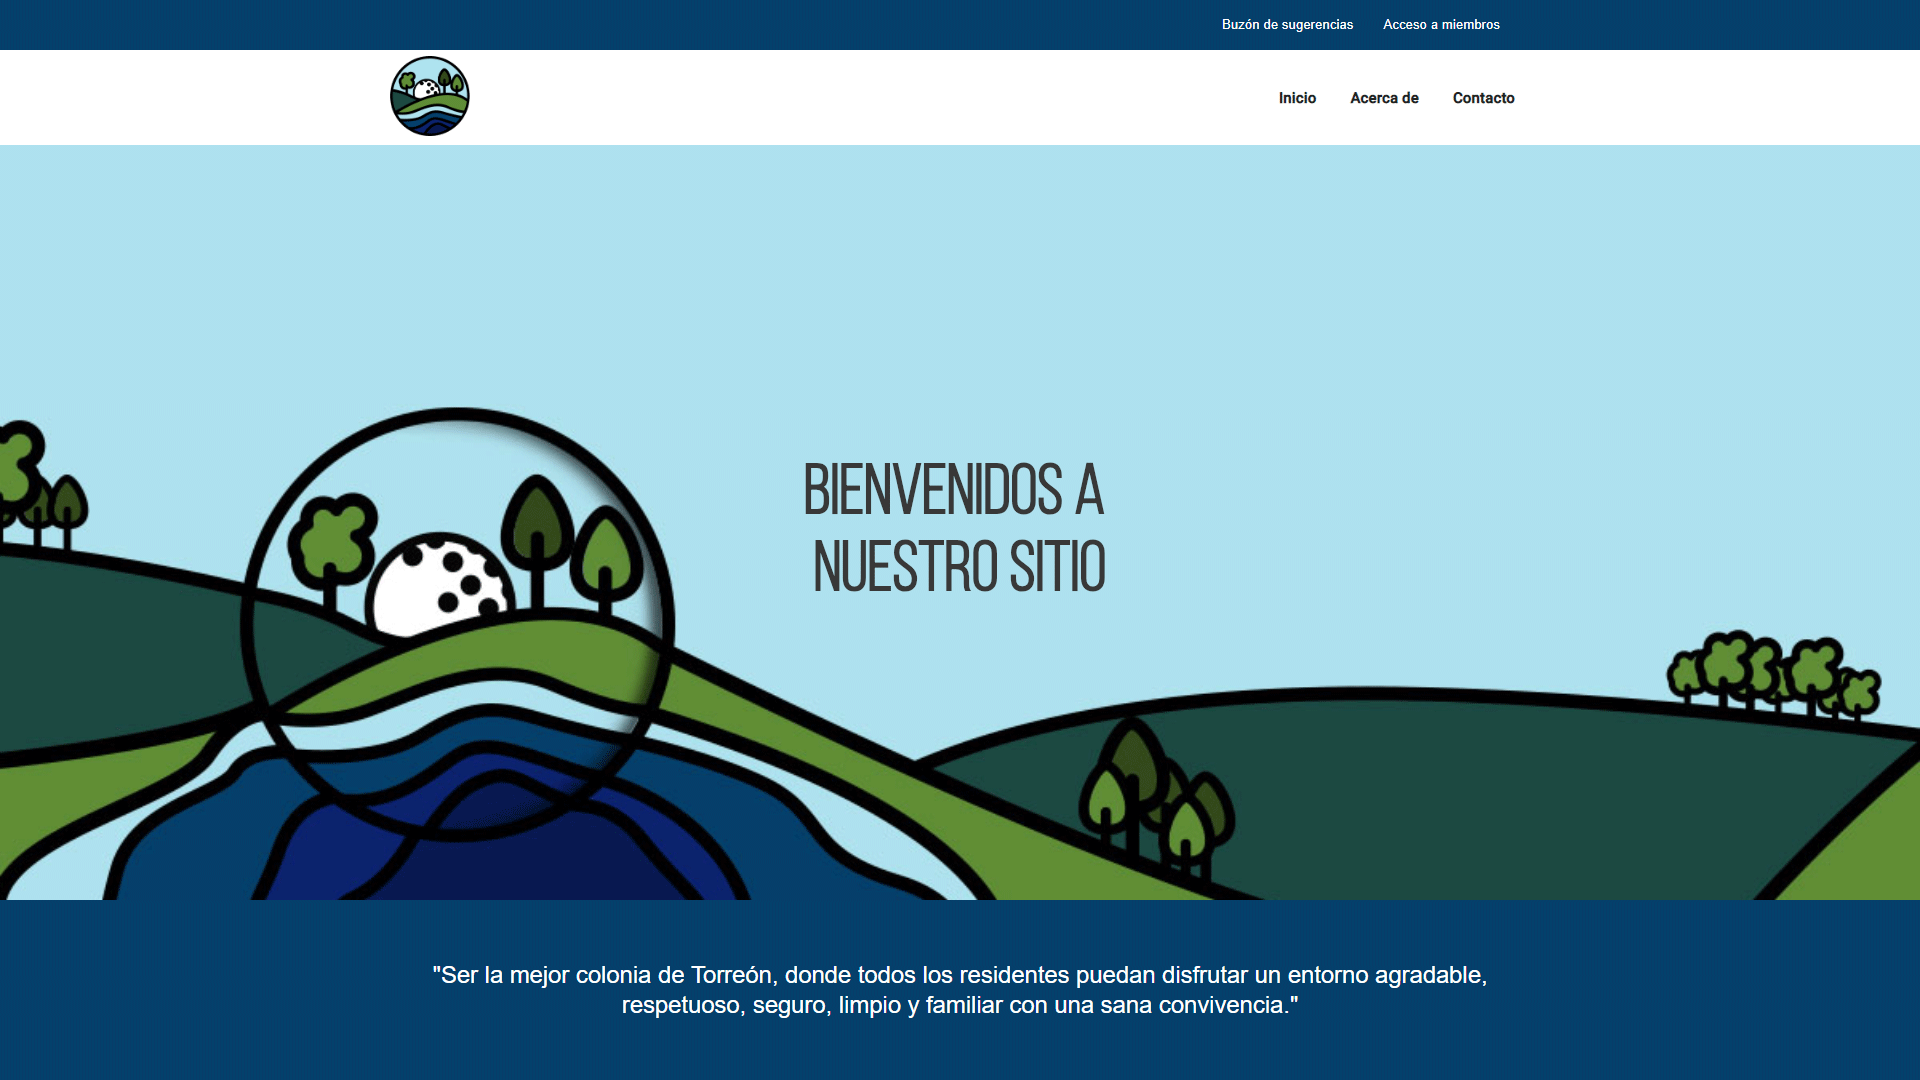 Buzón de sugerencias Acceso a miembros
Inicio Acerca de Contacto
BIENVENIDOS A
NUESTRO SITIO
"Ser la mejor colonia de Torreón, donde todos los residentes puedan disfrutar un entorno agradable,
respetuoso, seguro, limpio y familiar con una sana convivencia."